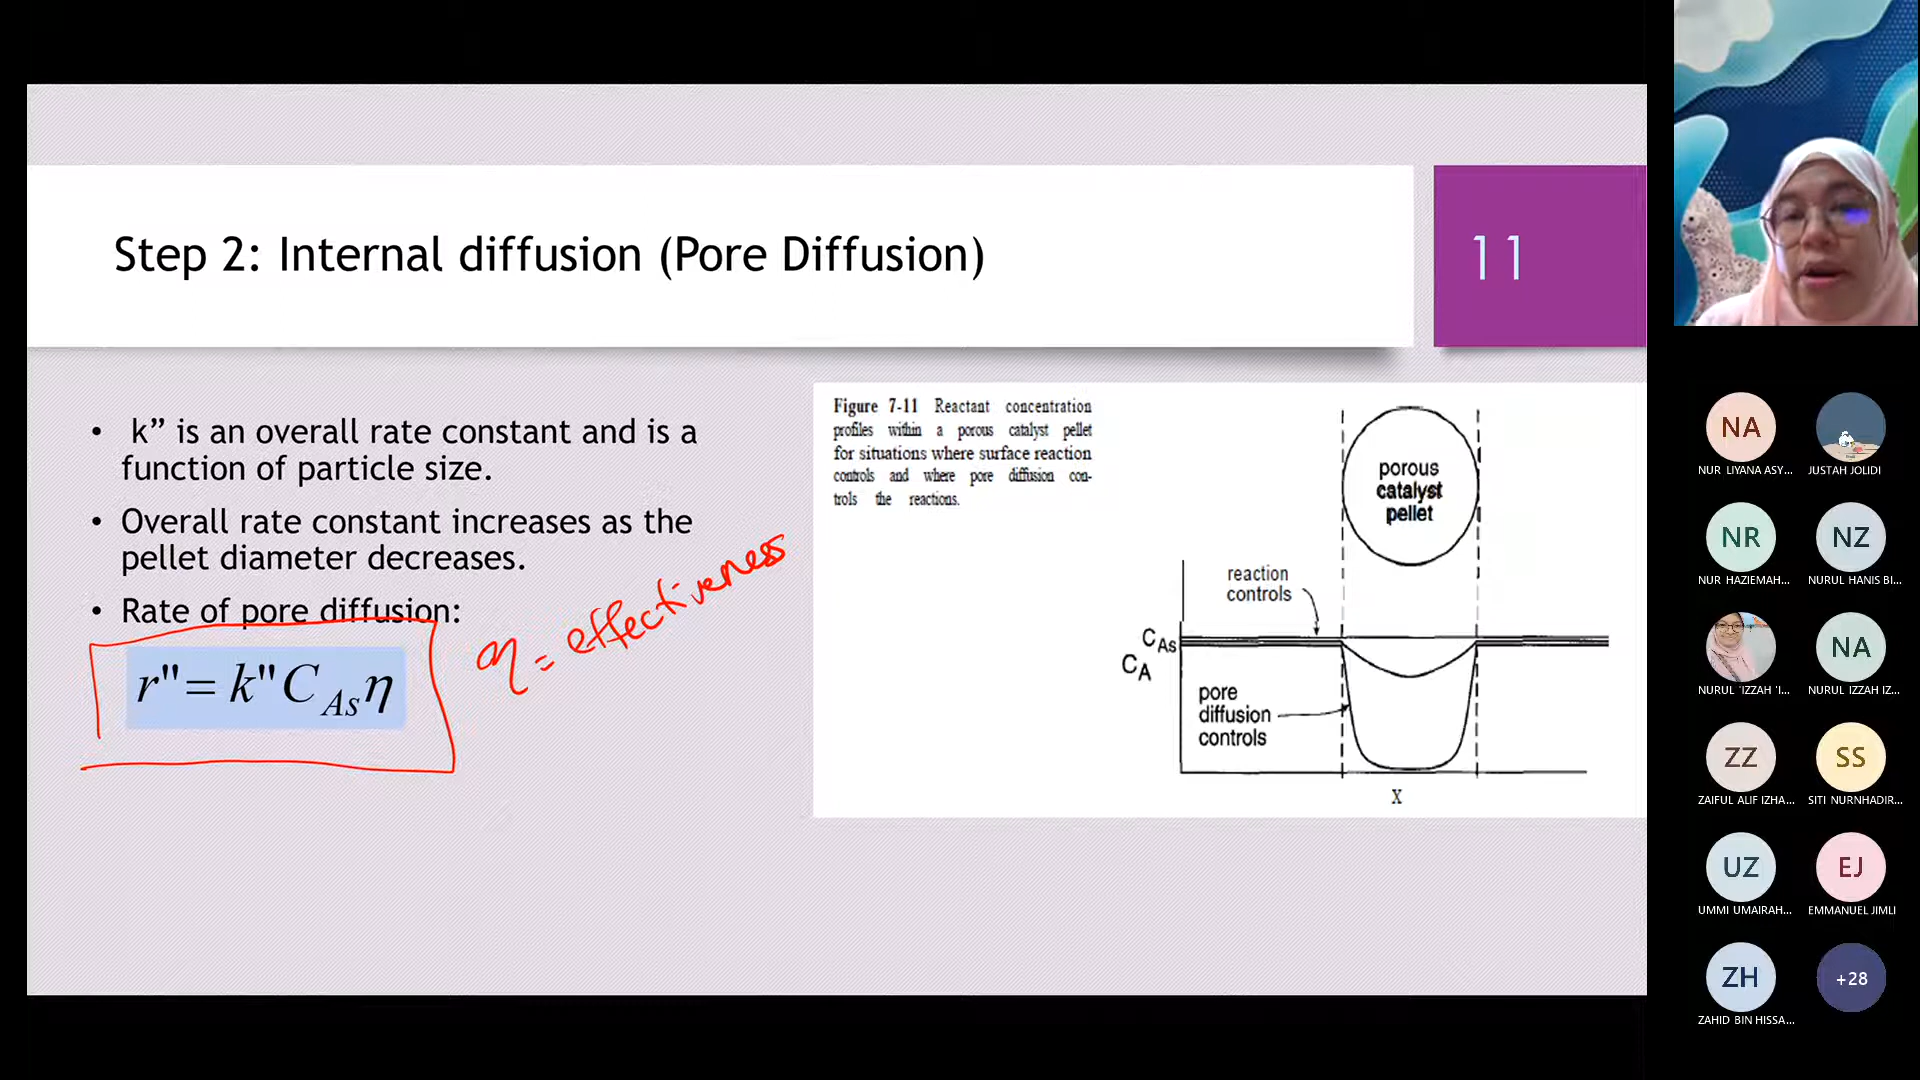 Step 2: Internal diffusion (Pore Diffusion)
11
• k” is an overall rate constant and is a
function of particle size.
• Overall rate constant increases as the
pellet diameter decreases.
• Rate of pore diffusion:
r"= k" C As η
η = effectiveness
Figure 7-11 Reactant concentration
profiles within a porous catalyst pellet
for situations where surface reaction
controls and where pore diffusion con-
trols the reactions.
porous
catalyst
pellet
reaction
controls
C As
C A
pore
diffusion
controls
X
NA
NUR LIYANA ASY...
JUSTAH JOLIDI
NR
NUR HAZIEMAH...
NZ
NURUL HANIS BI...
NURUL 'IZZAH 'I...
NA
NURUL IZZAH IZ...
ZZ
ZAIFUL ALIF IZHA...
SS
SITI NURNHADIR...
UZ
UMMI UMAIRAH...
EJ
EMMANUEL JIMLI
ZH
ZAHID BIN HISSA...
+28